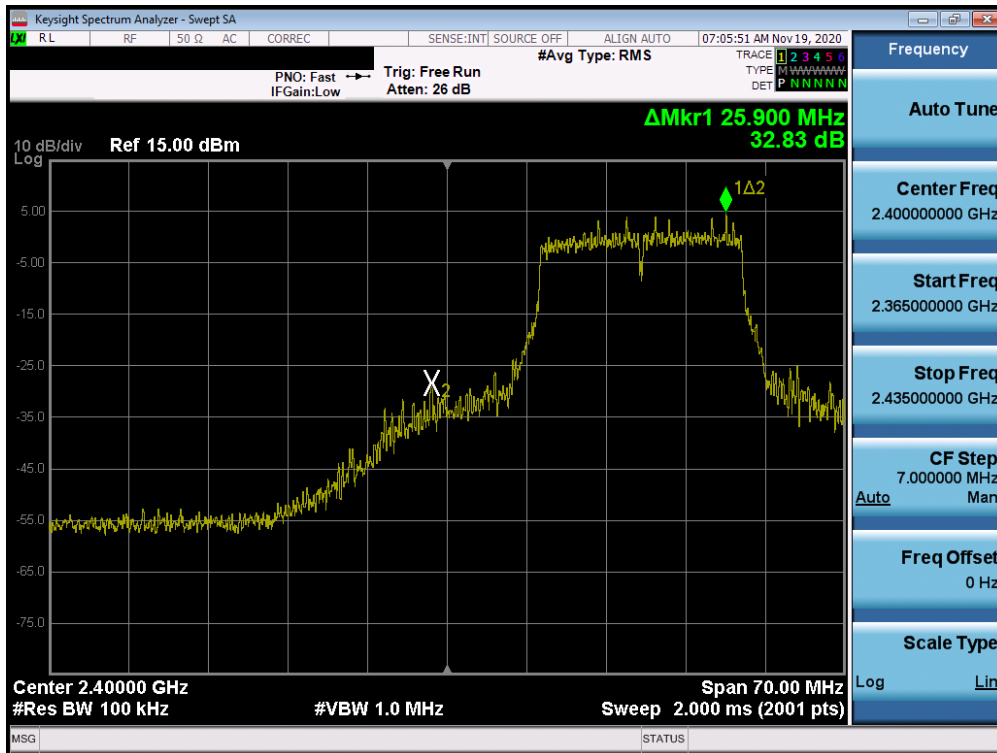 Keysight Spectrum Analyzer - Swept SA
LXI RL RF 50 Ω AC CORREC SENSE:INT SOURCE OFF ALIGN AUTO 07:05:51 AM Nov 19, 2020
Frequency
#Avg Type: RMS
TRACE 1 2 3 4 5 6
PNO: Fast
Trig: Free Run
TYPE M WWWWW
IFGain:Low
Atten: 26 dB
DET P N N N N N
Auto Tune
ΔMkr1 25.900 MHz
32.83 dB
10 dB/div
Ref 15.00 dBm
Log
1Δ2
5.00
-5.00
-15.0
-25.0
X2
-35.0
-45.0
-55.0
-65.0
-75.0
Center Freq
2.400000000 GHz
Start Freq
2.365000000 GHz
Stop Freq
2.435000000 GHz
CF Step
7.000000 MHz
Auto Man
Freq Offset
0 Hz
Scale Type
Log Lin
Center 2.40000 GHz
Span 70.00 MHz
#Res BW 100 kHz
#VBW 1.0 MHz
Sweep 2.000 ms (2001 pts)
MSG
STATUS